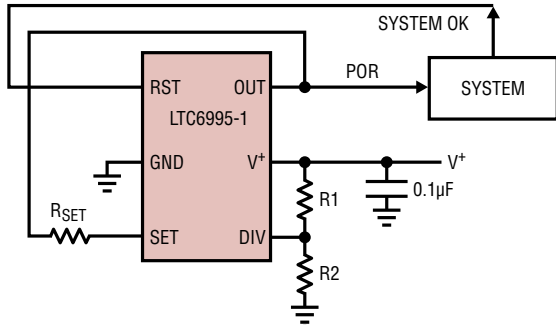 SYSTEM OK
RST
OUT
POR
SYSTEM
LTC6995-1
GND
V+
V+
R1
0.1µF
RSET
SET
DIV
R2